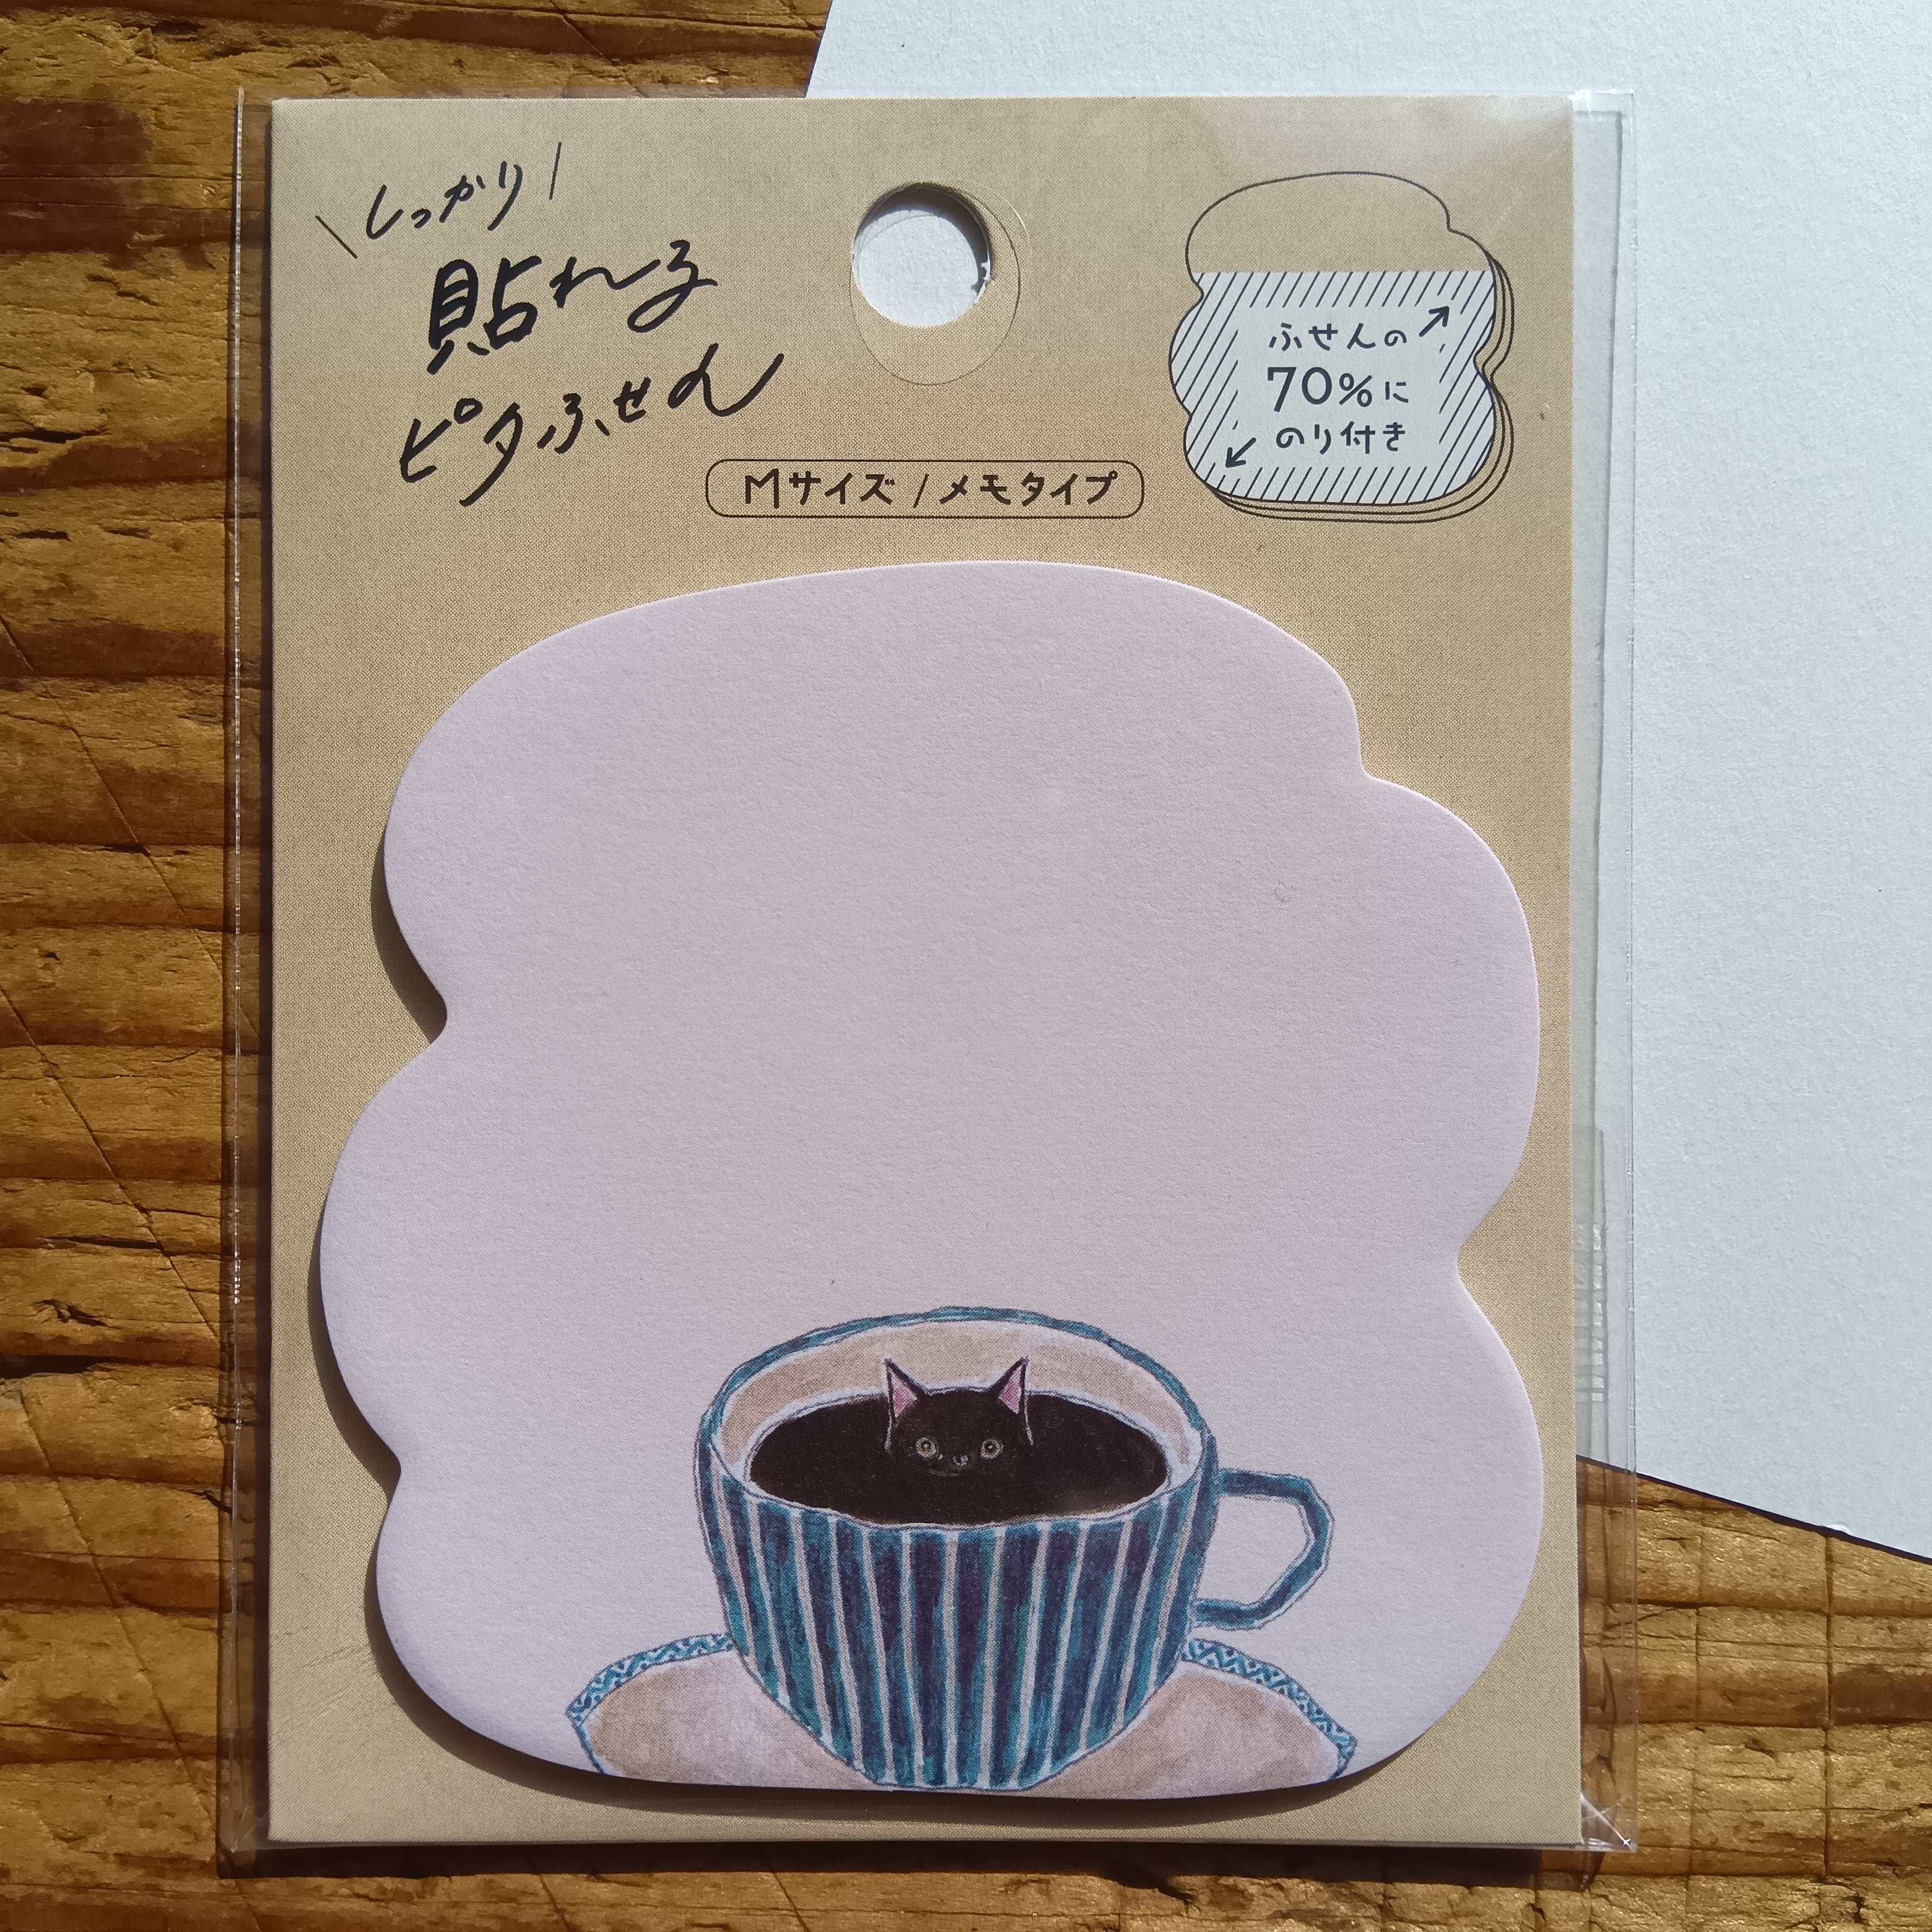 しっかり
貼れる
ピタふせん
Mサイズ / メモタイプ
ふせんの
70%に
のり付き